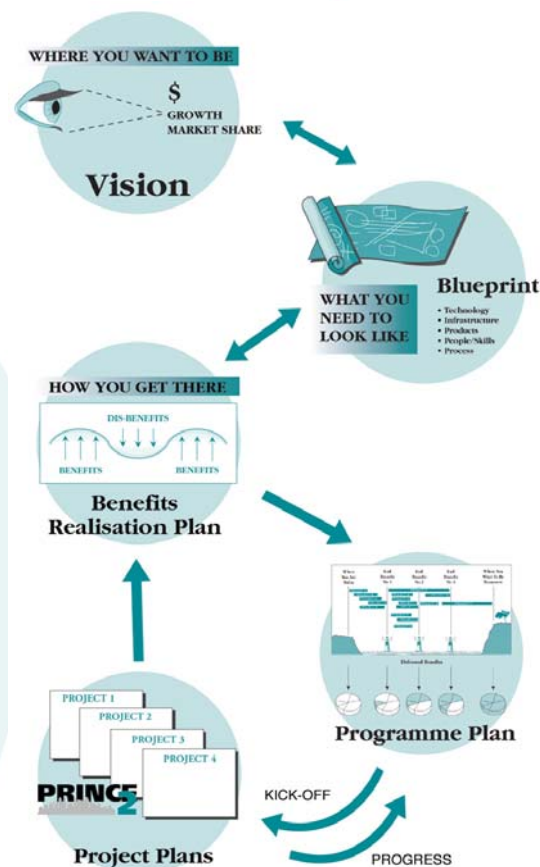 WHERE YOU WANT TO BE
$
GROWTH
MARKET SHARE
Vision
Blueprint
WHAT YOU
NEED TO
LOOK LIKE
• Technology
• Infrastructure
• Products
• People/Skills
• Process
HOW YOU GET THERE
DIS-BENEFITS
BENEFITS
BENEFITS
Benefits
Realisation Plan
Delivered Benefits
Programme Plan
PROJECT 1
PROJECT 2
PROJECT 3
PROJECT 4
PRINCE
2
Project Plans
KICK-OFF
PROGRESS